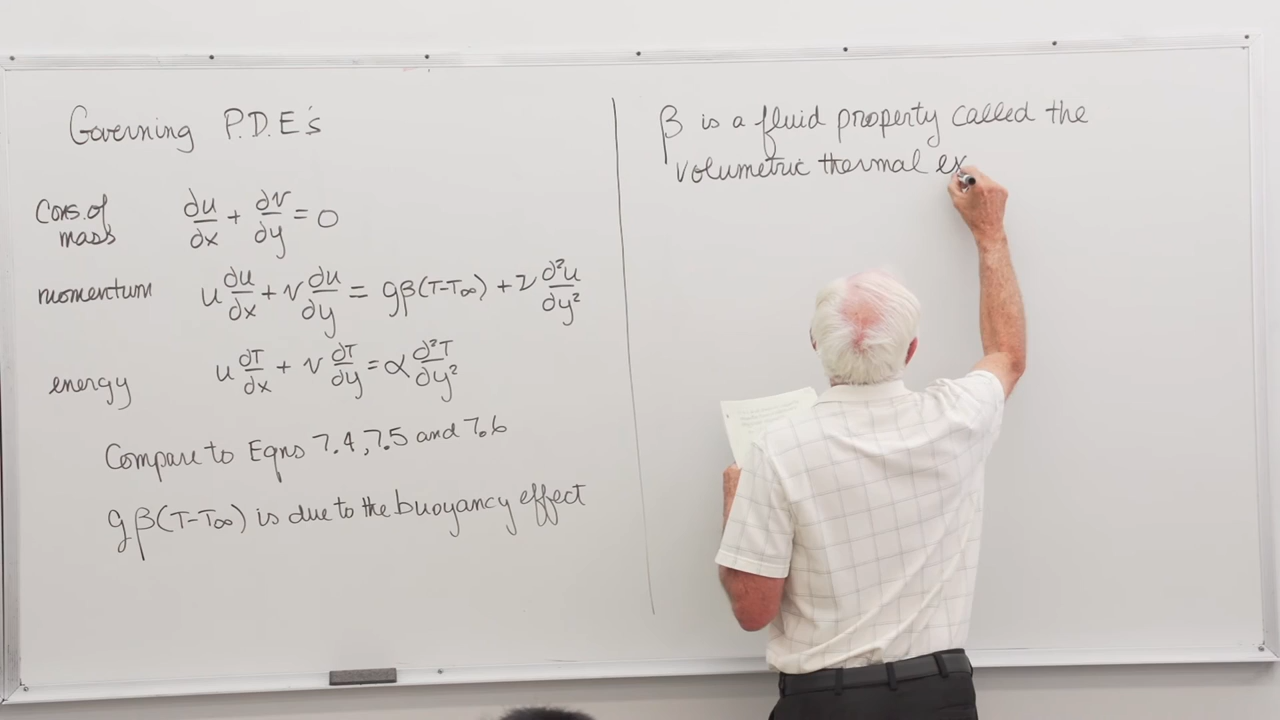 Governing P.D.E's
Cons. of mass ∂u/∂x + ∂v/∂y = 0
momentum u ∂u/∂x + v ∂u/∂y = gβ(T-T∞) + ν ∂²u/∂y²
energy u ∂T/∂x + v ∂T/∂y = α ∂²T/∂y²
Compare to Eqns 7.4, 7.5 and 7.6
gβ(T-T∞) is due to the buoyancy effect
β is a fluid property called the
volumetric thermal ex